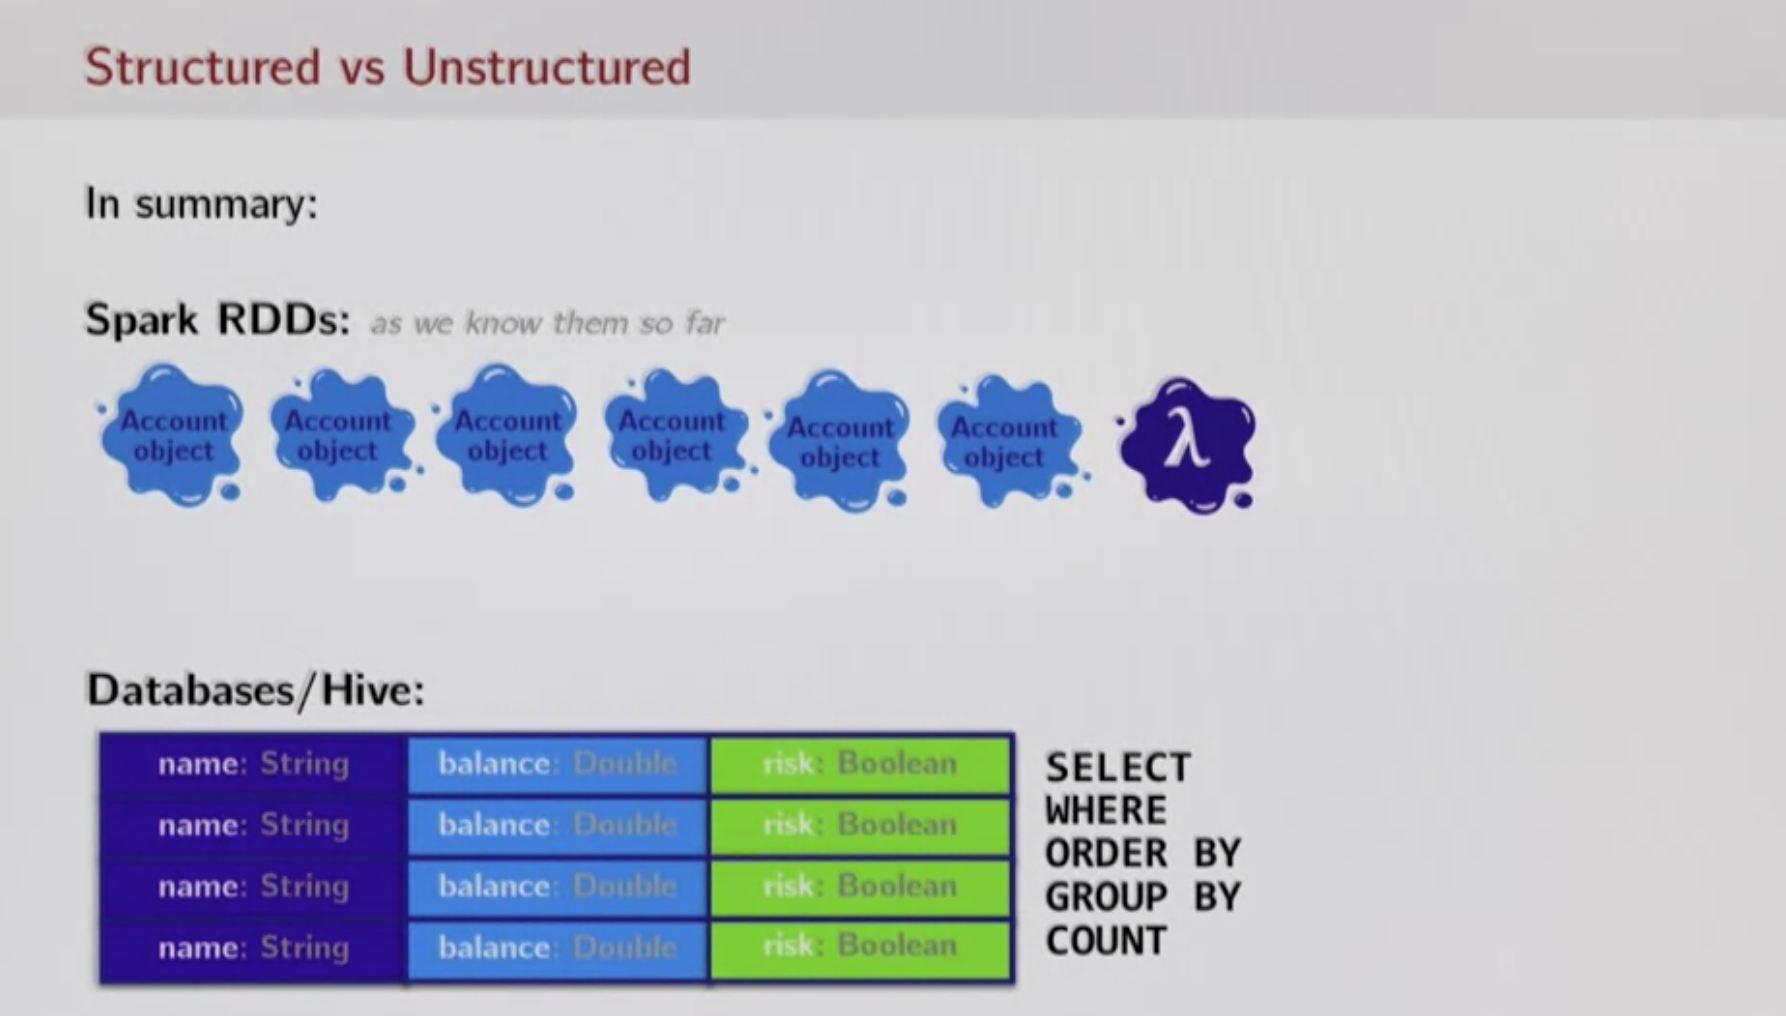 Structured vs Unstructured
In summary:
Spark RDDs: as we know them so far
Account object Account object Account object Account object Account object Account object λ
Databases/Hive:
name: String balance: Double risk: Boolean
name: String balance: Double risk: Boolean
name: String balance: Double risk: Boolean
name: String balance: Double risk: Boolean
SELECT
WHERE
ORDER BY
GROUP BY
COUNT